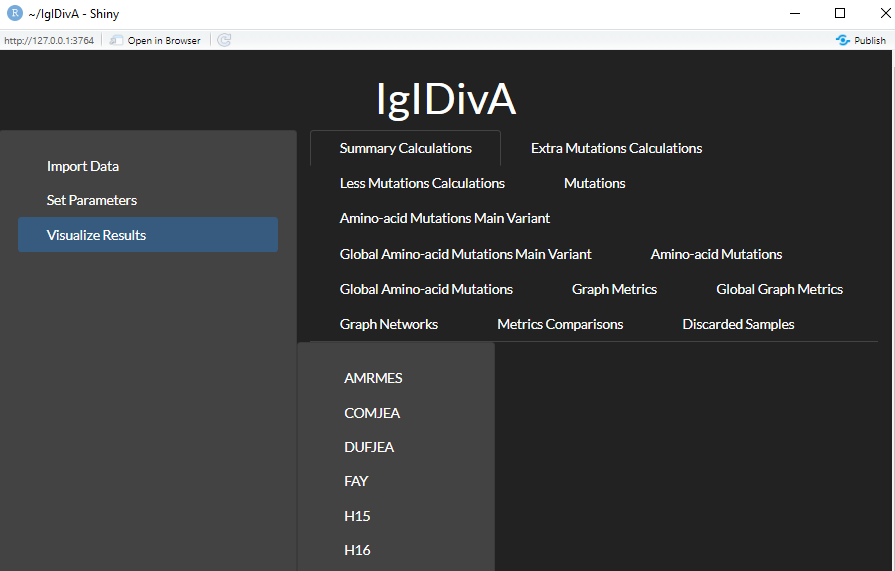 R ~/IgIDivA - Shiny
http://127.0.0.1:3764 Open in Browser Publish
IgIDivA
Import Data
Set Parameters
Visualize Results
Summary Calculations Extra Mutations Calculations
Less Mutations Calculations Mutations
Amino-acid Mutations Main Variant
Global Amino-acid Mutations Main Variant Amino-acid Mutations
Global Amino-acid Mutations Graph Metrics Global Graph Metrics
Graph Networks Metrics Comparisons Discarded Samples
AMRMES
COMJEA
DUFJEA
FAY
H15
H16